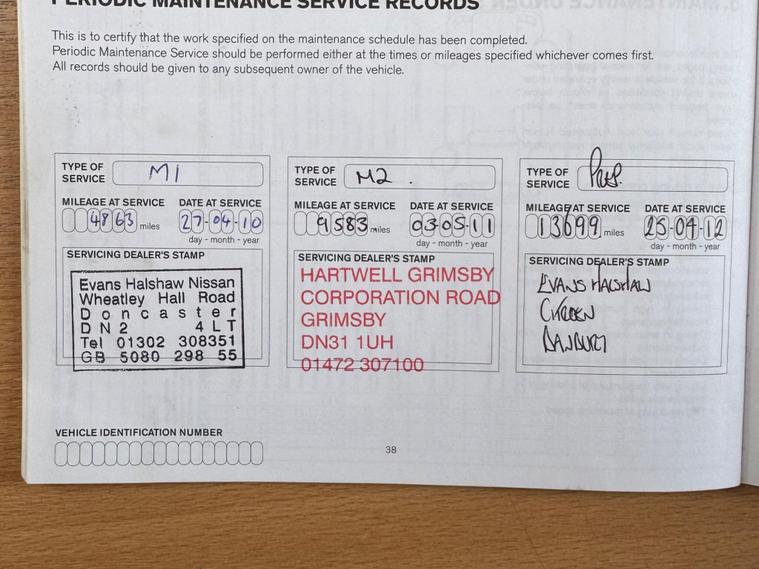 PERIODIC MAINTENANCE SERVICE RECORDS
This is to certify that the work specified on the maintenance schedule has been completed.
Periodic Maintenance Service should be performed either at the times or mileages specified whichever comes first.
All records should be given to any subsequent owner of the vehicle.
TYPE OF SERVICE M1
MILEAGE AT SERVICE DATE AT SERVICE
4863 miles 27-04-10
day - month - year
SERVICING DEALER'S STAMP
Evans Halshaw Nissan
Wheatley Hall Road
Doncaster
DN2 4LT
Tel 01302 308351
GB 5080 298 55
TYPE OF SERVICE M2 .
MILEAGE AT SERVICE DATE AT SERVICE
9583 miles 03-05-11
day - month - year
SERVICING DEALER'S STAMP
HARTWELL GRIMSBY
CORPORATION ROAD
GRIMSBY
DN31 1UH
01472 307100
TYPE OF SERVICE
MILEAGE AT SERVICE DATE AT SERVICE
13699 miles 25-04-12
day - month - year
SERVICING DEALER'S STAMP
EVANS HALSHAW
BANBURY
VEHICLE IDENTIFICATION NUMBER
38